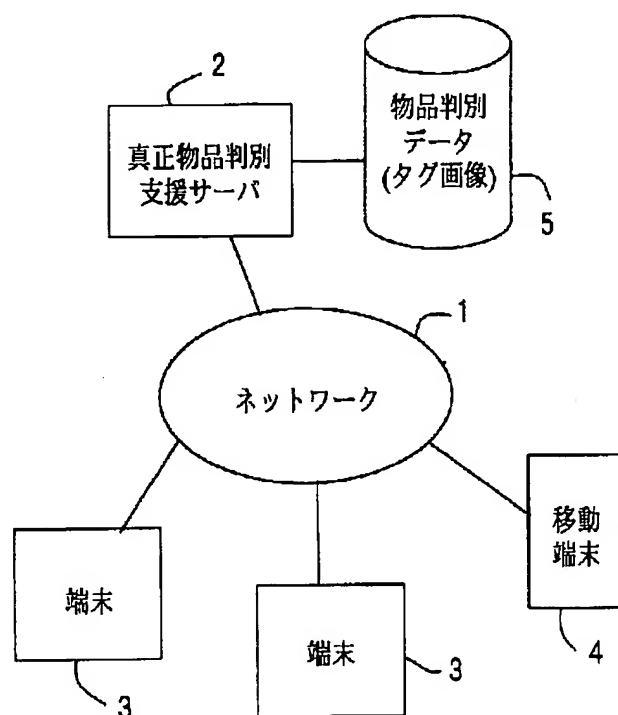 2
真正物品判別
支援サーバ
物品判別
データ
(タグ画像)
5
1
ネットワーク
移動
端末
4
端末
3
端末
3